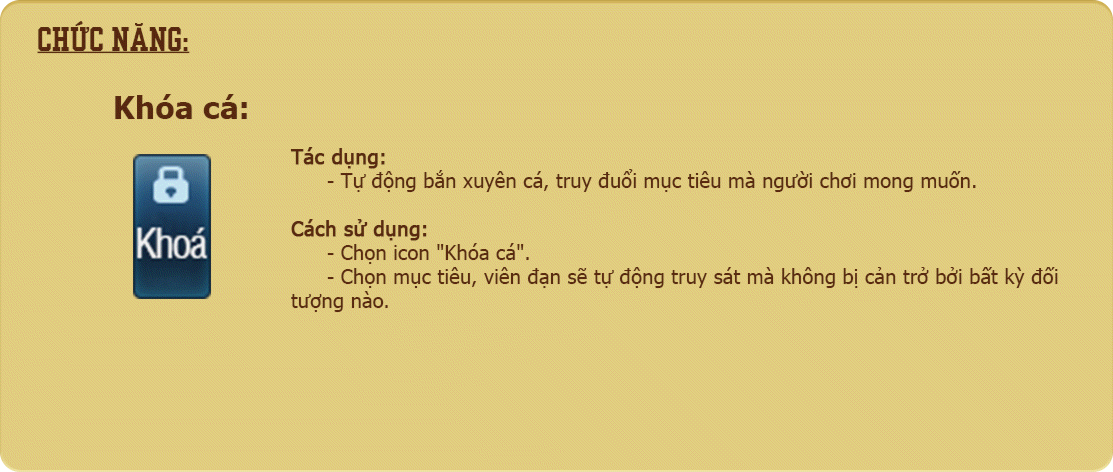 CHỨC NĂNG:
Khóa cá:
Tác dụng:
- Tự động bắn xuyên cá, truy đuổi mục tiêu mà người chơi mong muốn.
Khoá
Cách sử dụng:
- Chọn icon "Khóa cá".
- Chọn mục tiêu, viên đạn sẽ tự động truy sát mà không bị cản trở bởi bất kỳ đối
tượng nào.